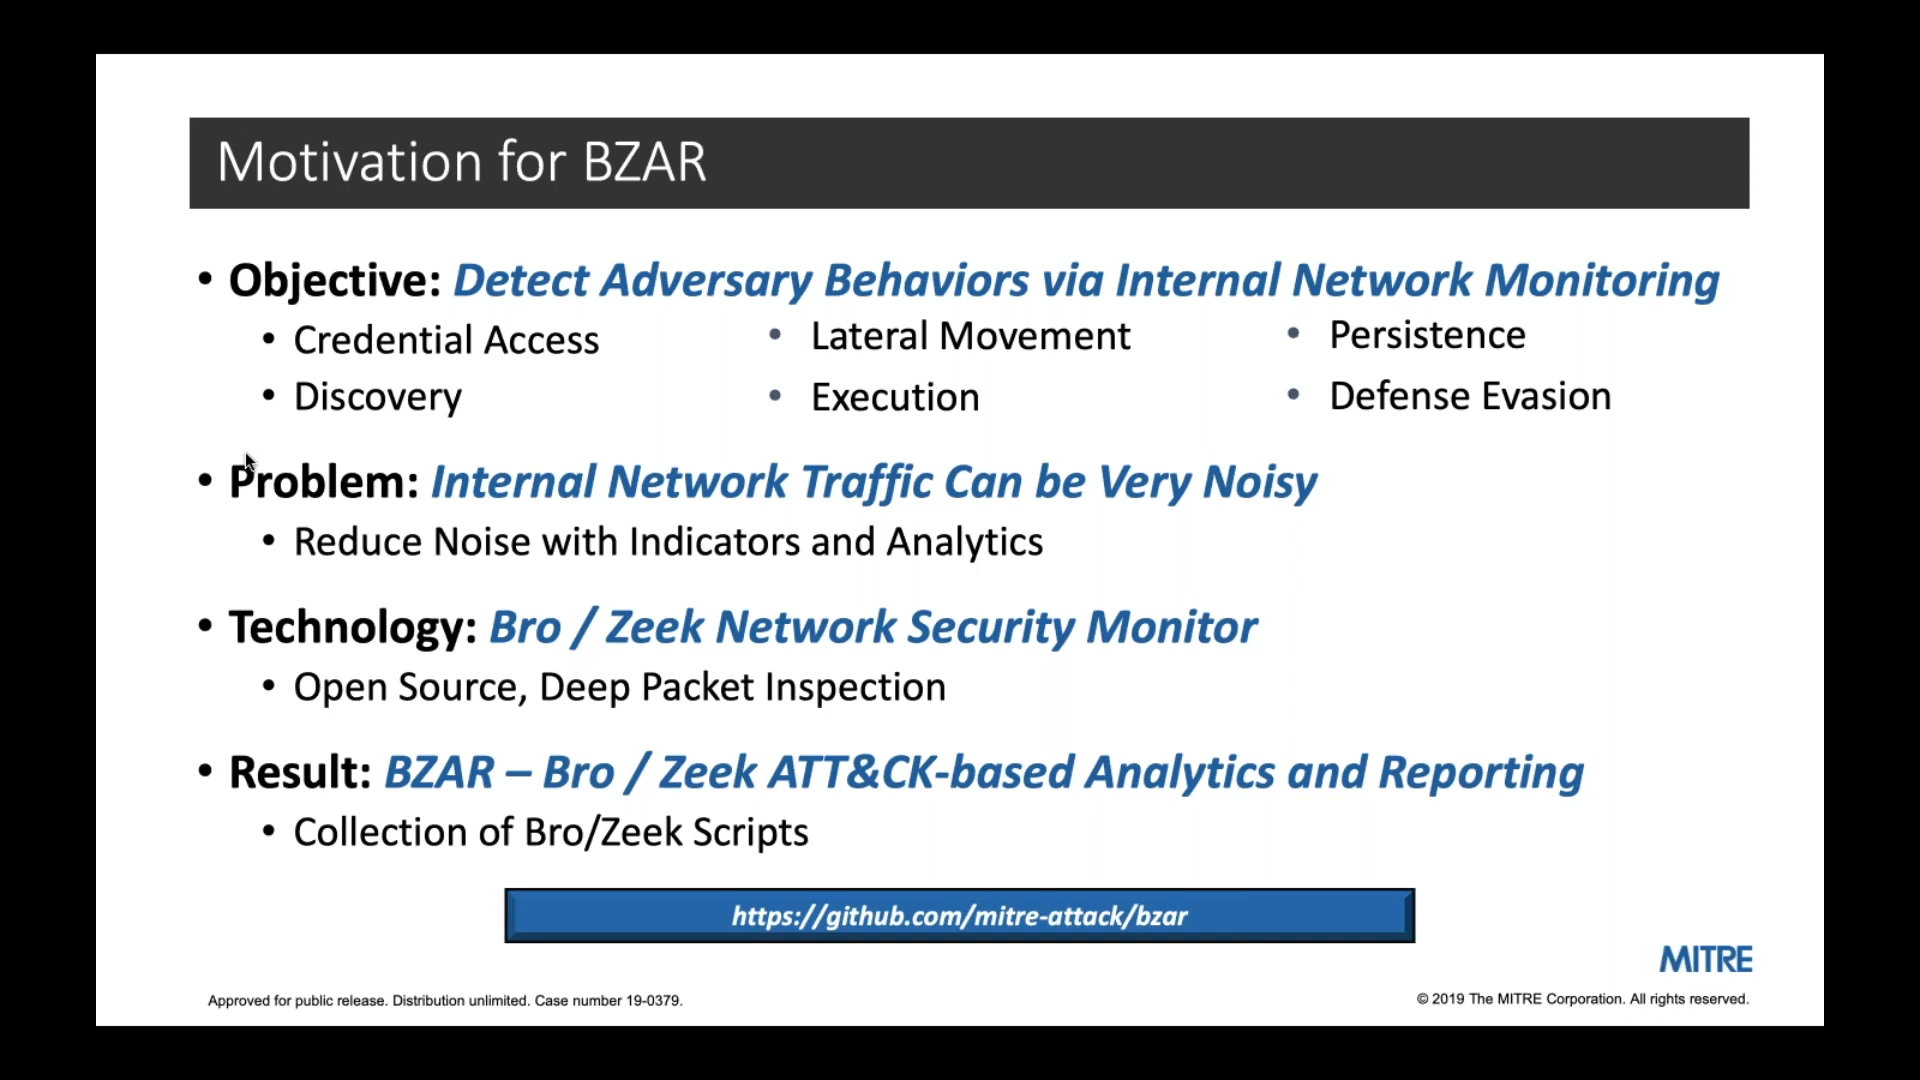 Motivation for BZAR
• Objective: Detect Adversary Behaviors via Internal Network Monitoring
• Credential Access • Lateral Movement • Persistence
• Discovery • Execution • Defense Evasion
• Problem: Internal Network Traffic Can be Very Noisy
• Reduce Noise with Indicators and Analytics
• Technology: Bro / Zeek Network Security Monitor
• Open Source, Deep Packet Inspection
• Result: BZAR – Bro / Zeek ATT&CK-based Analytics and Reporting
• Collection of Bro/Zeek Scripts
https://github.com/mitre-attack/bzar
MITRE
Approved for public release. Distribution unlimited. Case number 19-0379.
© 2019 The MITRE Corporation. All rights reserved.